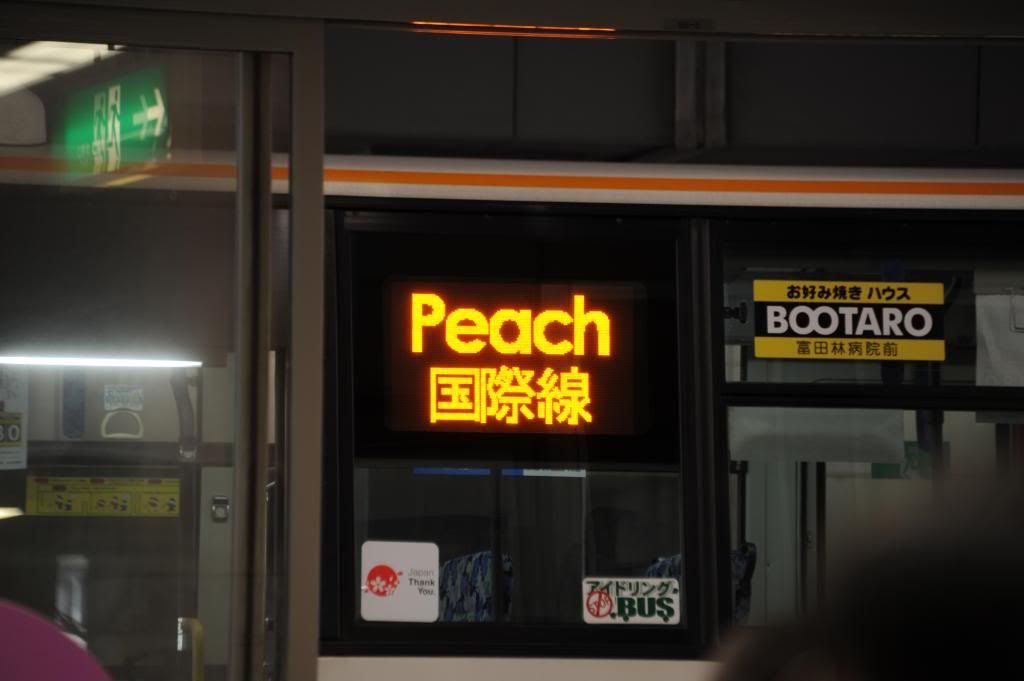 Peach
国際線
お好み焼き ハウス
BOOTARO
富田林病院前
Japan.
Thank
You.
アイドリング
BUS